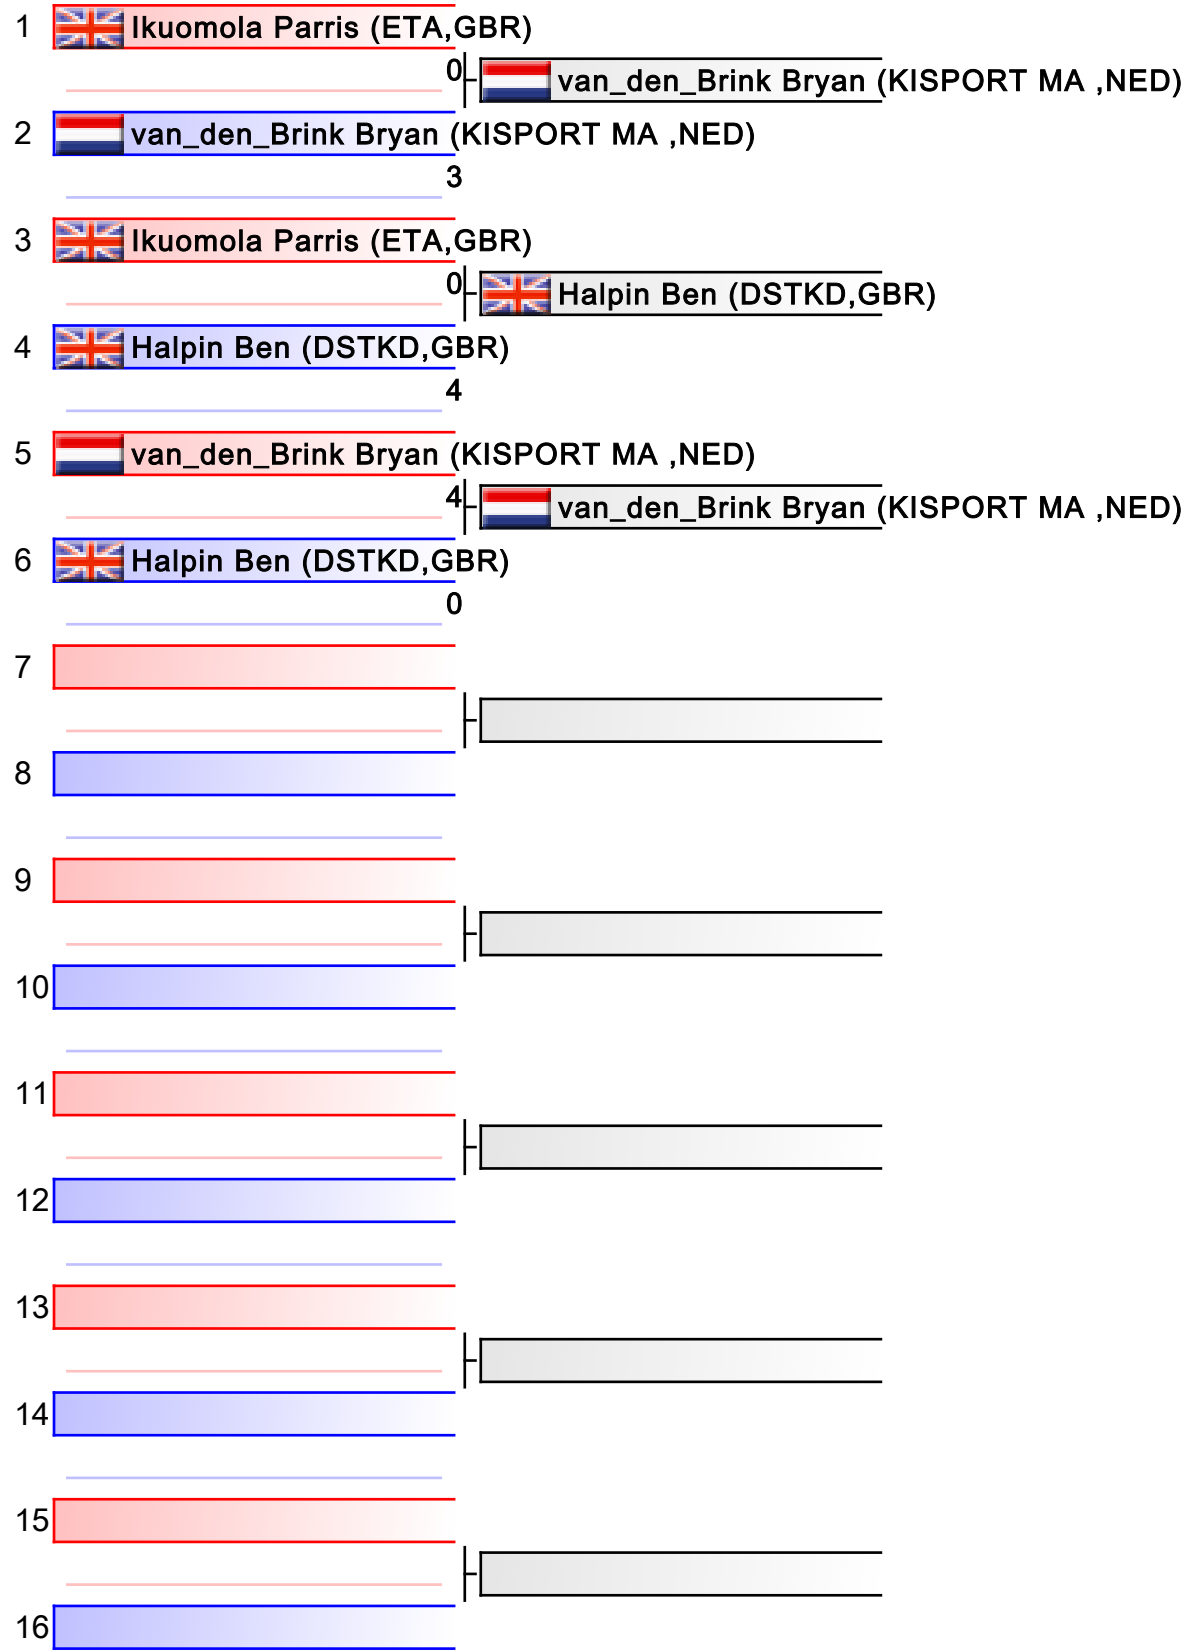 1 Ikuomola Parris (ETA,GBR)
0 van_den_Brink Bryan (KISPORT MA ,NED)
2 van_den_Brink Bryan (KISPORT MA ,NED)
3
3 Ikuomola Parris (ETA,GBR)
0 Halpin Ben (DSTKD,GBR)
4 Halpin Ben (DSTKD,GBR)
4
5 van_den_Brink Bryan (KISPORT MA ,NED)
4 van_den_Brink Bryan (KISPORT MA ,NED)
6 Halpin Ben (DSTKD,GBR)
0
7
8
9
10
11
12
13
14
15
16